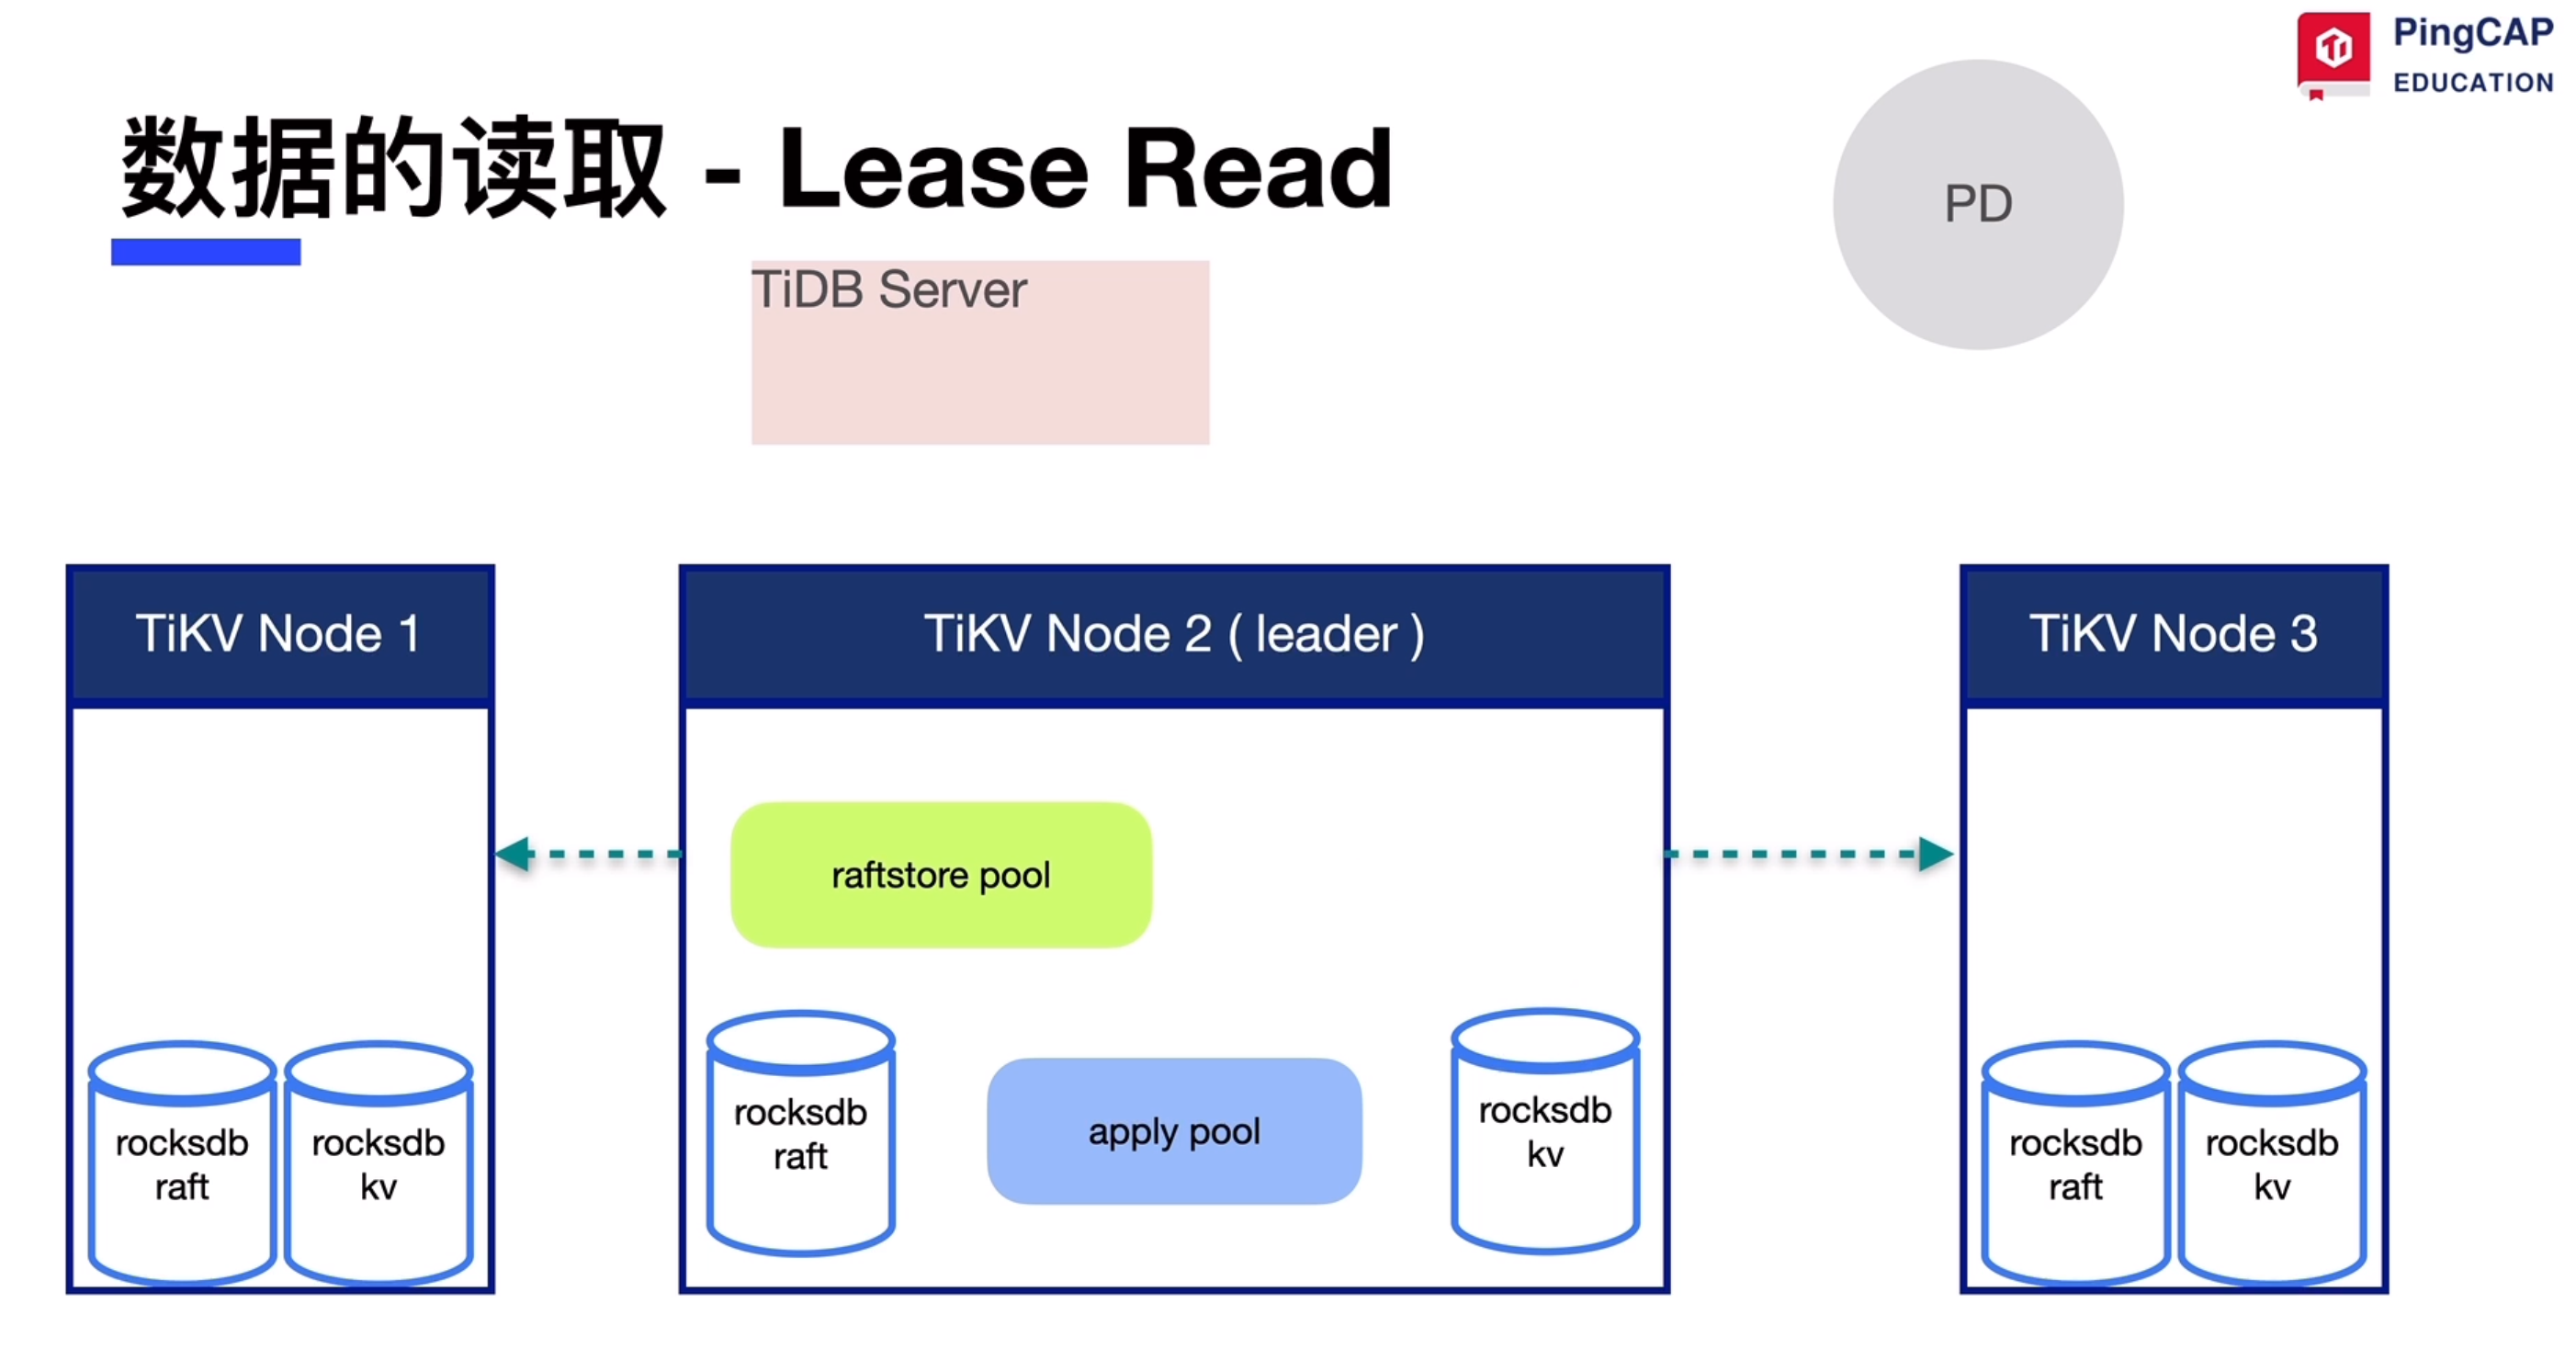 PingCAP
EDUCATION
数据的读取 - Lease Read
PD
TiDB Server
TiKV Node 1
TiKV Node 2 ( leader )
TiKV Node 3
raftstore pool
rocksdb
raft
rocksdb
kv
rocksdb
raft
apply pool
rocksdb
kv
rocksdb
raft
rocksdb
kv